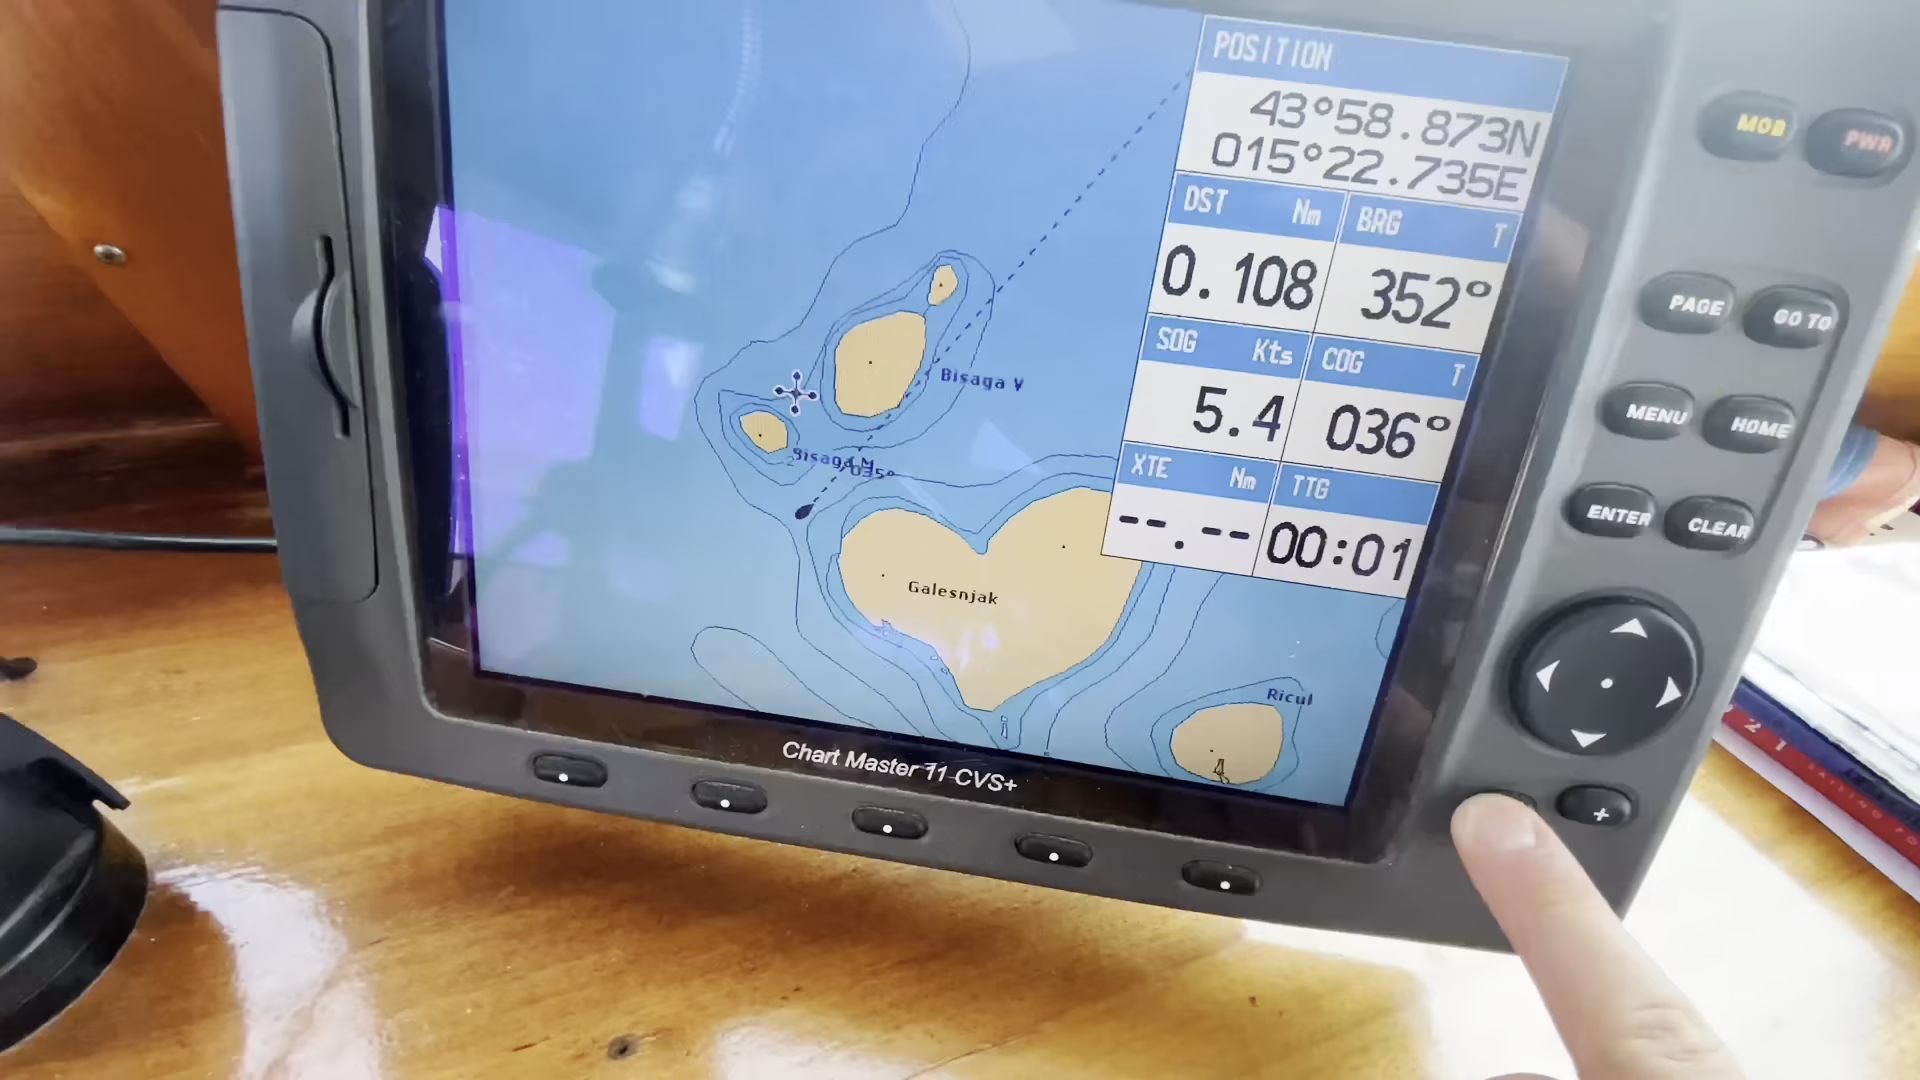 POSITION
43°58.873N
015°22.735E
DST Nm
BRG T
0.108
352°
SOG Kts
COG T
5.4
036°
XTE Nm
TTG
--.--
00:01
Bisaga V
Bisaga M
035°
Galesnjak
Ricul
Chart Master 11 CVS+
MOB
PWR
PAGE
GO TO
MENU
HOME
ENTER
CLEAR
+